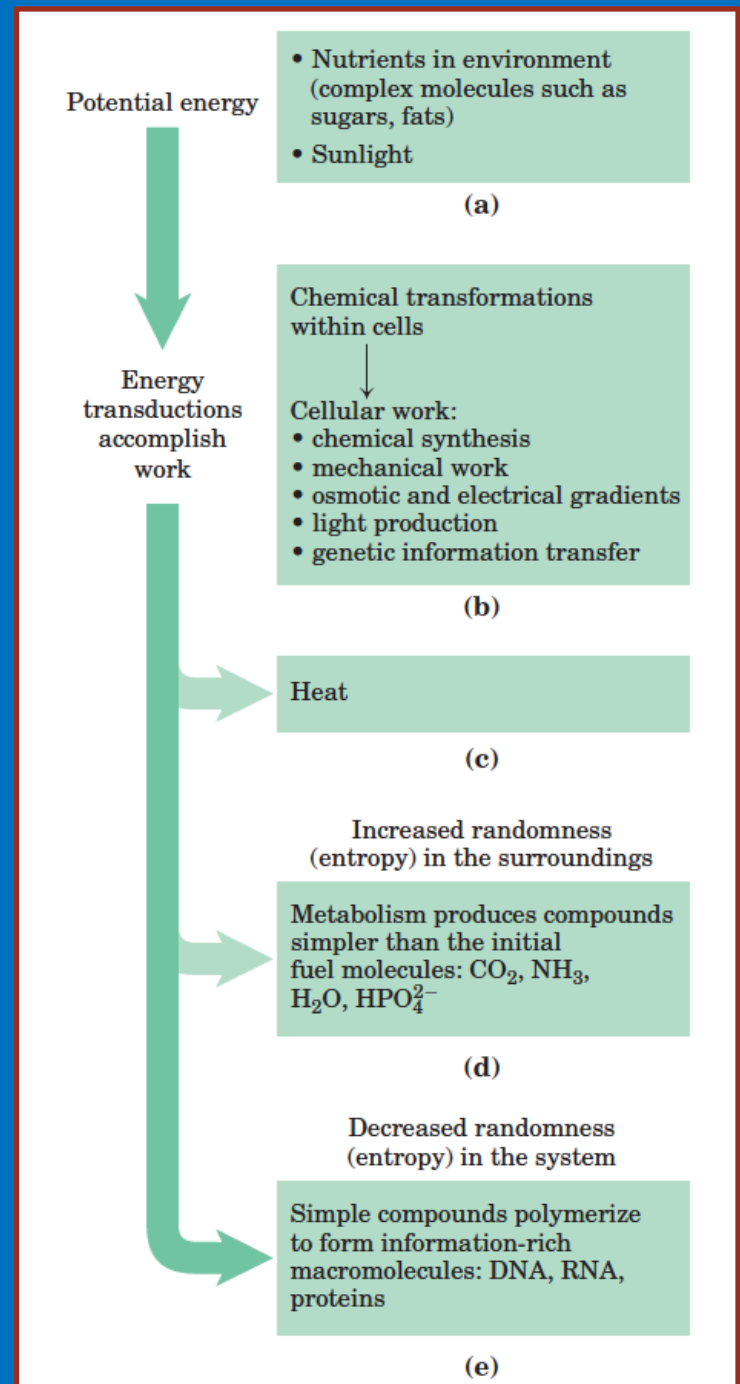 Potential energy
• Nutrients in environment
(complex molecules such as
sugars, fats)
• Sunlight
(a)
Energy
transductions
accomplish
work
Chemical transformations
within cells
Cellular work:
• chemical synthesis
• mechanical work
• osmotic and electrical gradients
• light production
• genetic information transfer
(b)
Heat
(c)
Increased randomness
(entropy) in the surroundings
Metabolism produces compounds
simpler than the initial
fuel molecules: CO₂, NH₃,
H₂O, HPO₄²⁻
(d)
Decreased randomness
(entropy) in the system
Simple compounds polymerize
to form information-rich
macromolecules: DNA, RNA,
proteins
(e)